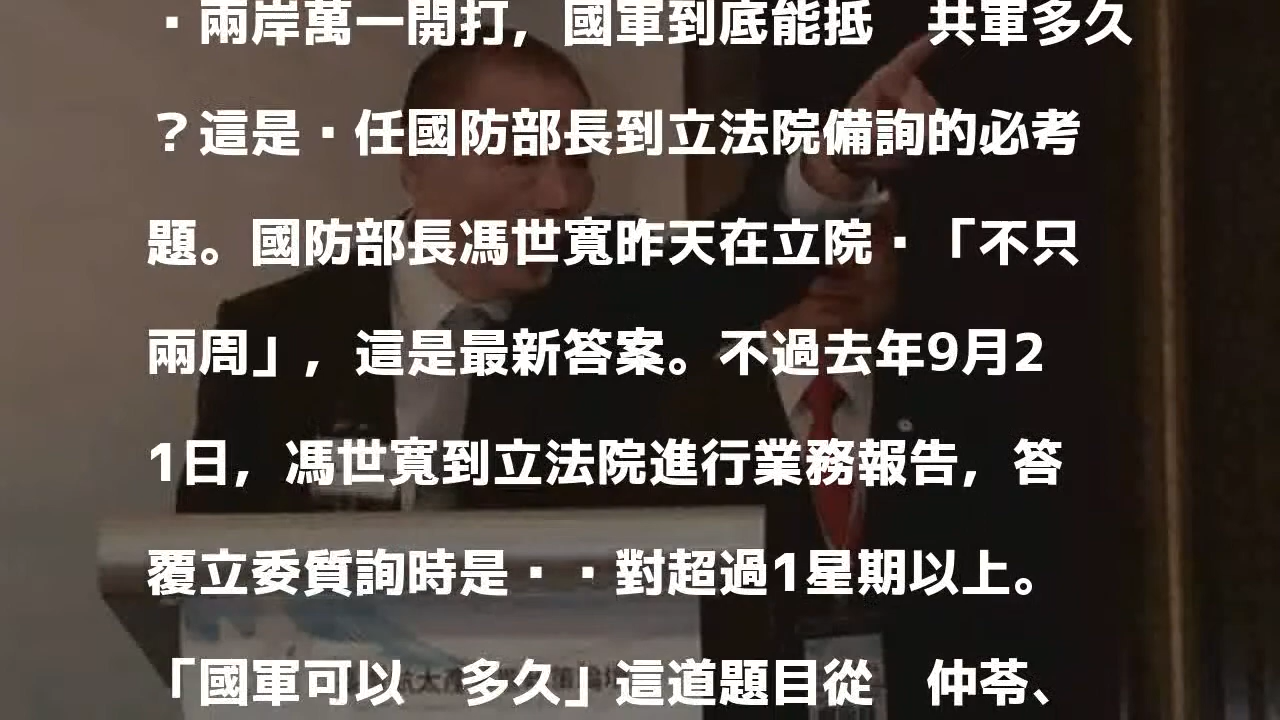 ·兩岸萬一開打，國軍到底能抵　共軍多久
？這是·任國防部長到立法院備詢的必考
題。國防部長馮世寬昨天在立院·「不只
兩周」，這是最新答案。不過去年9月2
1日，馮世寬到立法院進行業務報告，答
覆立委質詢時是··對超過1星期以上。
「國軍可以　多久」這道題目從　仲苓、